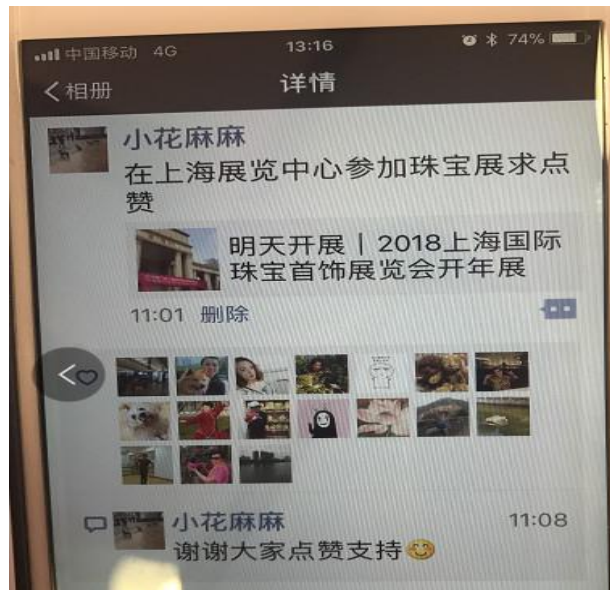 中国移动 4G 13:16 74%
相册 详情
小花麻麻
在上海展览中心参加珠宝展求点
赞
明天开展 | 2018上海国际
珠宝首饰展览会开年展
11:01 删除
小花麻麻 11:08
谢谢大家点赞支持😊